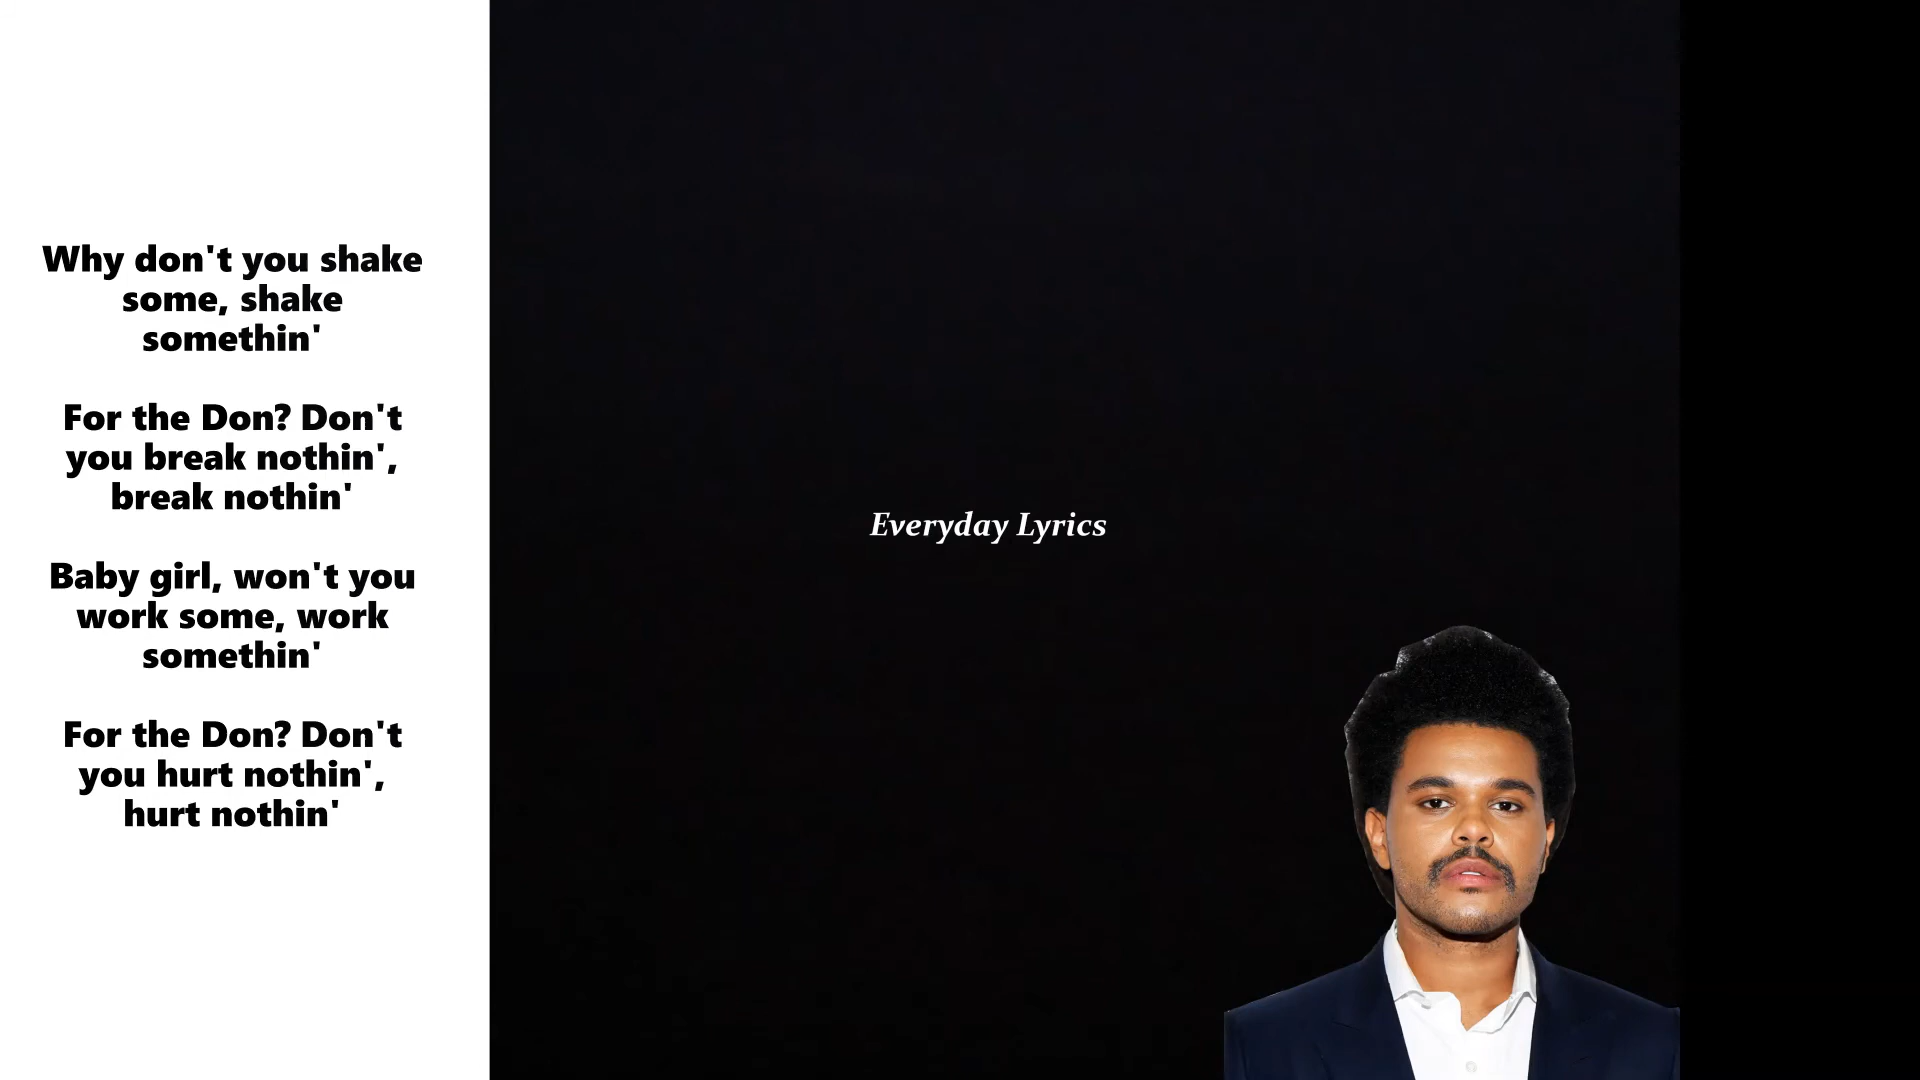 Why don't you shake
some, shake
somethin'
For the Don? Don't
you break nothin',
break nothin'
Baby girl, won't you
work some, work
somethin'
For the Don? Don't
you hurt nothin',
hurt nothin'
Everyday Lyrics